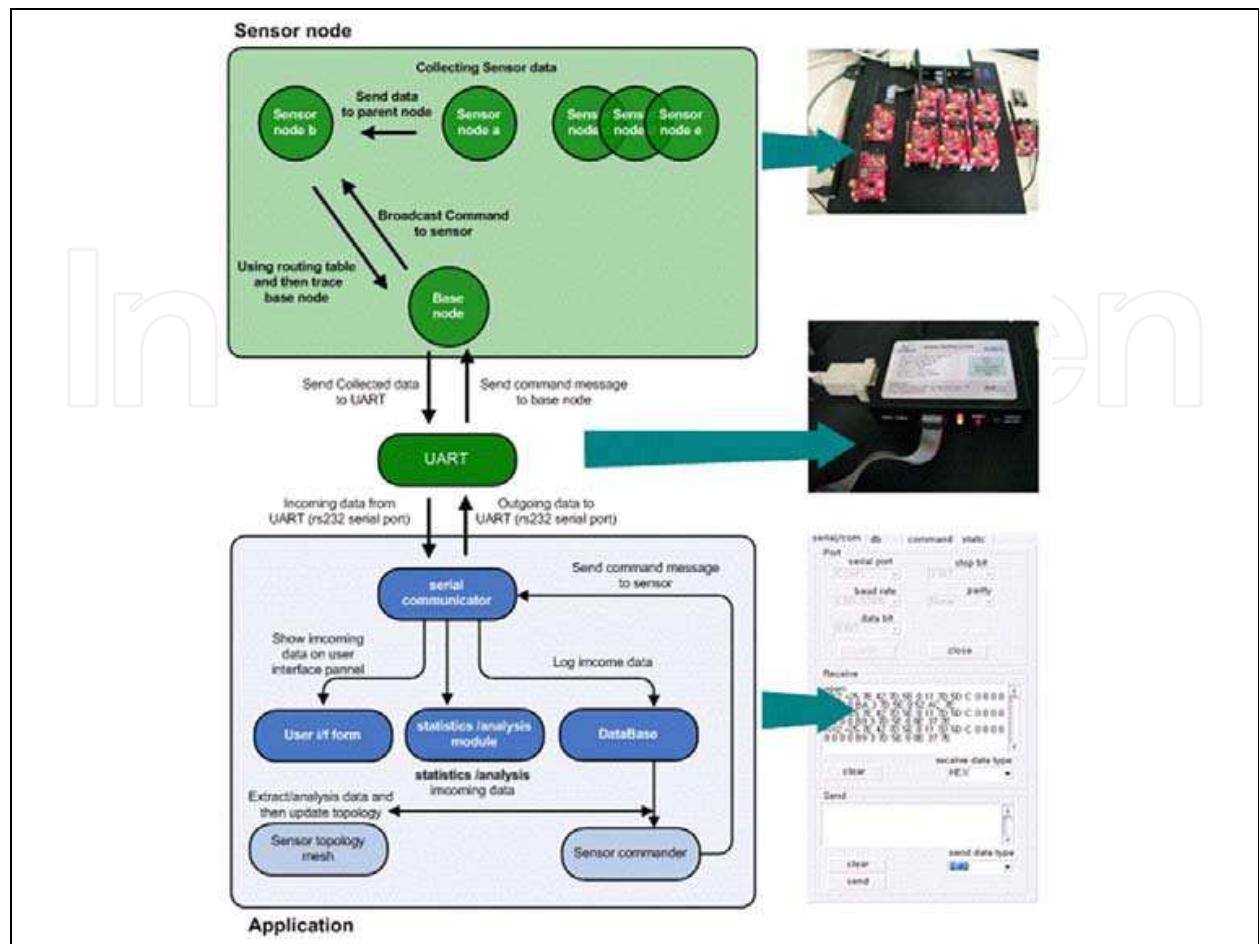 Sensor node
Collecting Sensor data
Send data
to parent node
Sensor
node b
Sensor
node a
Sens
node
Sens
node
Sensor
node e
Broadcast Command
to sensor
Using routing table
and then trace
base node
Base
node
Send Collected data
to UART
Send command message
to base node
UART
Incoming data from
UART (rs232 serial port)
Outgoing data to
UART (rs232 serial port)
serial
communicator
Send command message
to sensor
Show imcoming
data on user
interface pannel
Log imcome data
User i/f form
statistics /analysis
module
DataBase
statistics /analysis
imcoming data
Extract/analysis data and
then update topology
Sensor topology
mesh
Sensor commander
Application
serial/com db command static
Port
serial port
stop bit
baud rate
parity
data bit
close
Receive
receive data type
clear
HEX
Send
send data type
clear
send